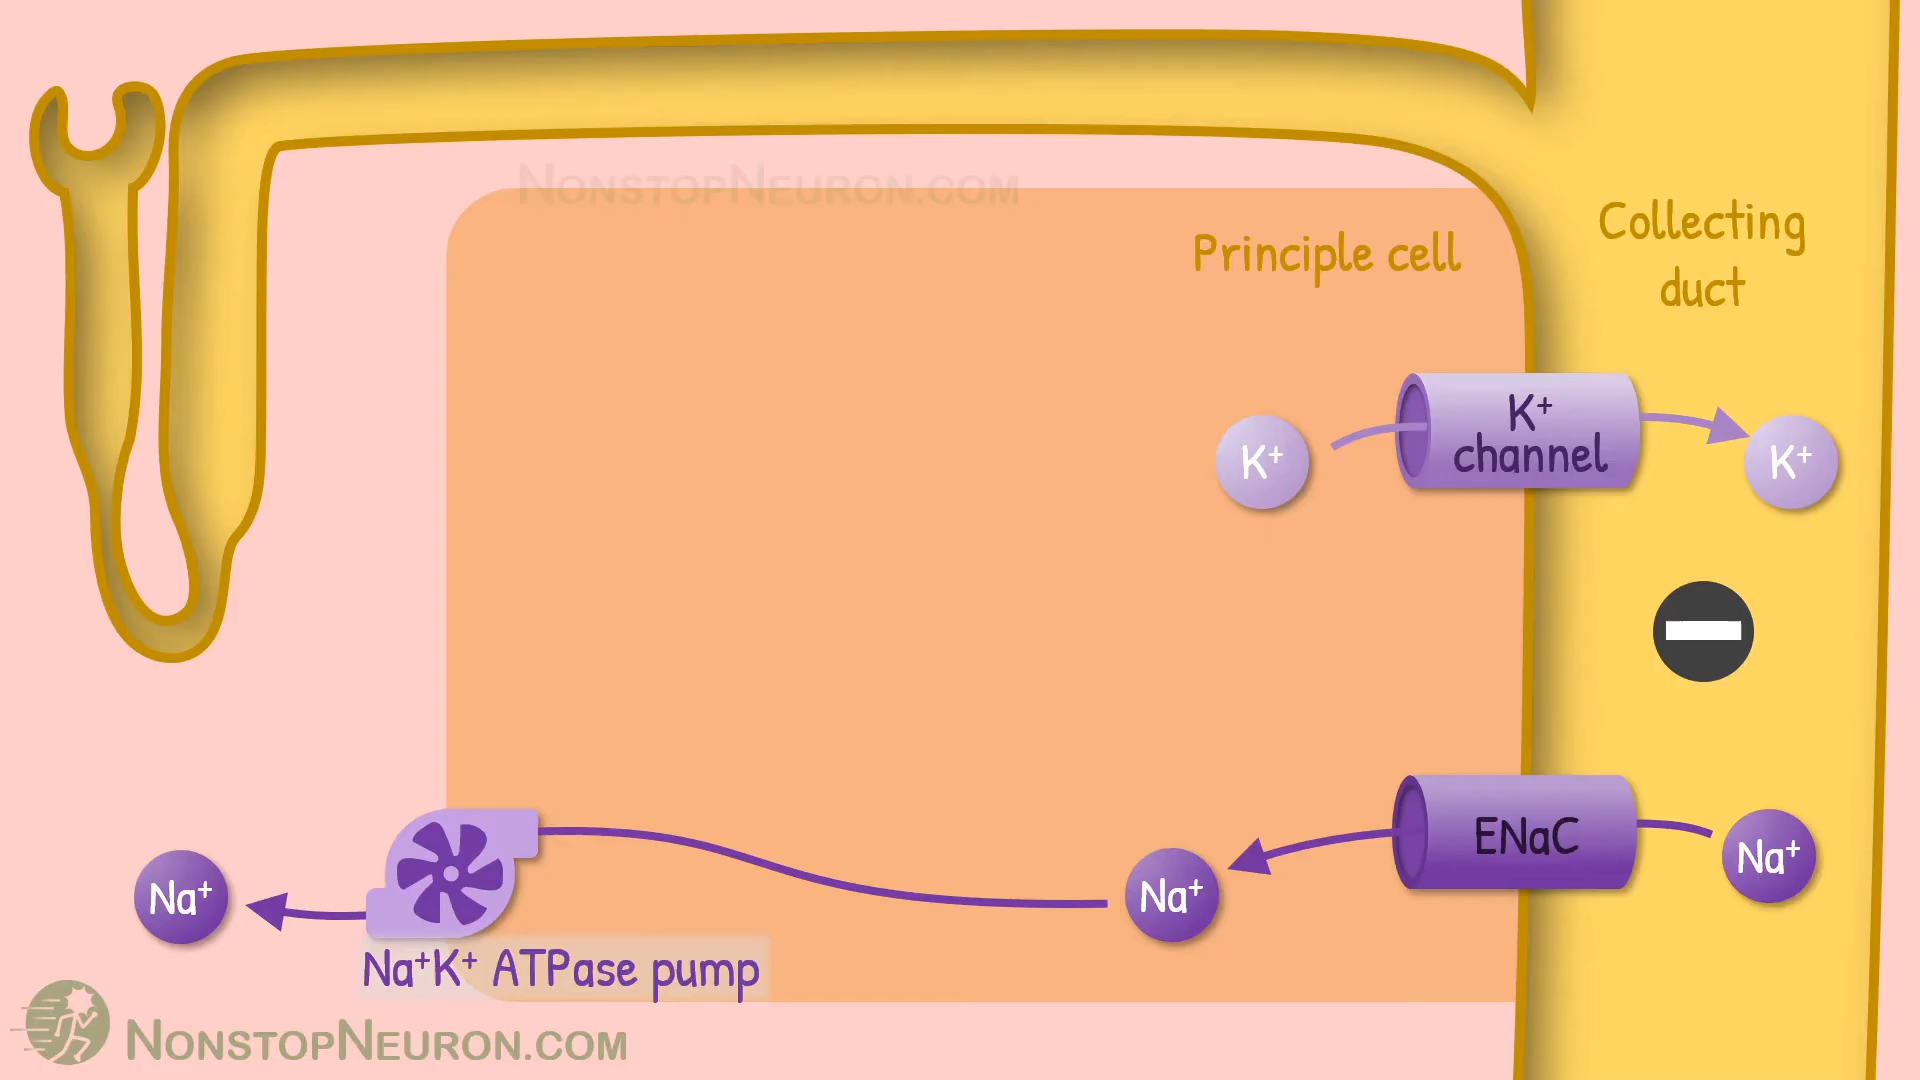 NonstopNeuron.com
Collecting
duct
Principle cell
K⁺
channel
K⁺
K⁺
ENaC
Na⁺
Na⁺
Na⁺
Na⁺K⁺ ATPase pump
NonstopNeuron.com